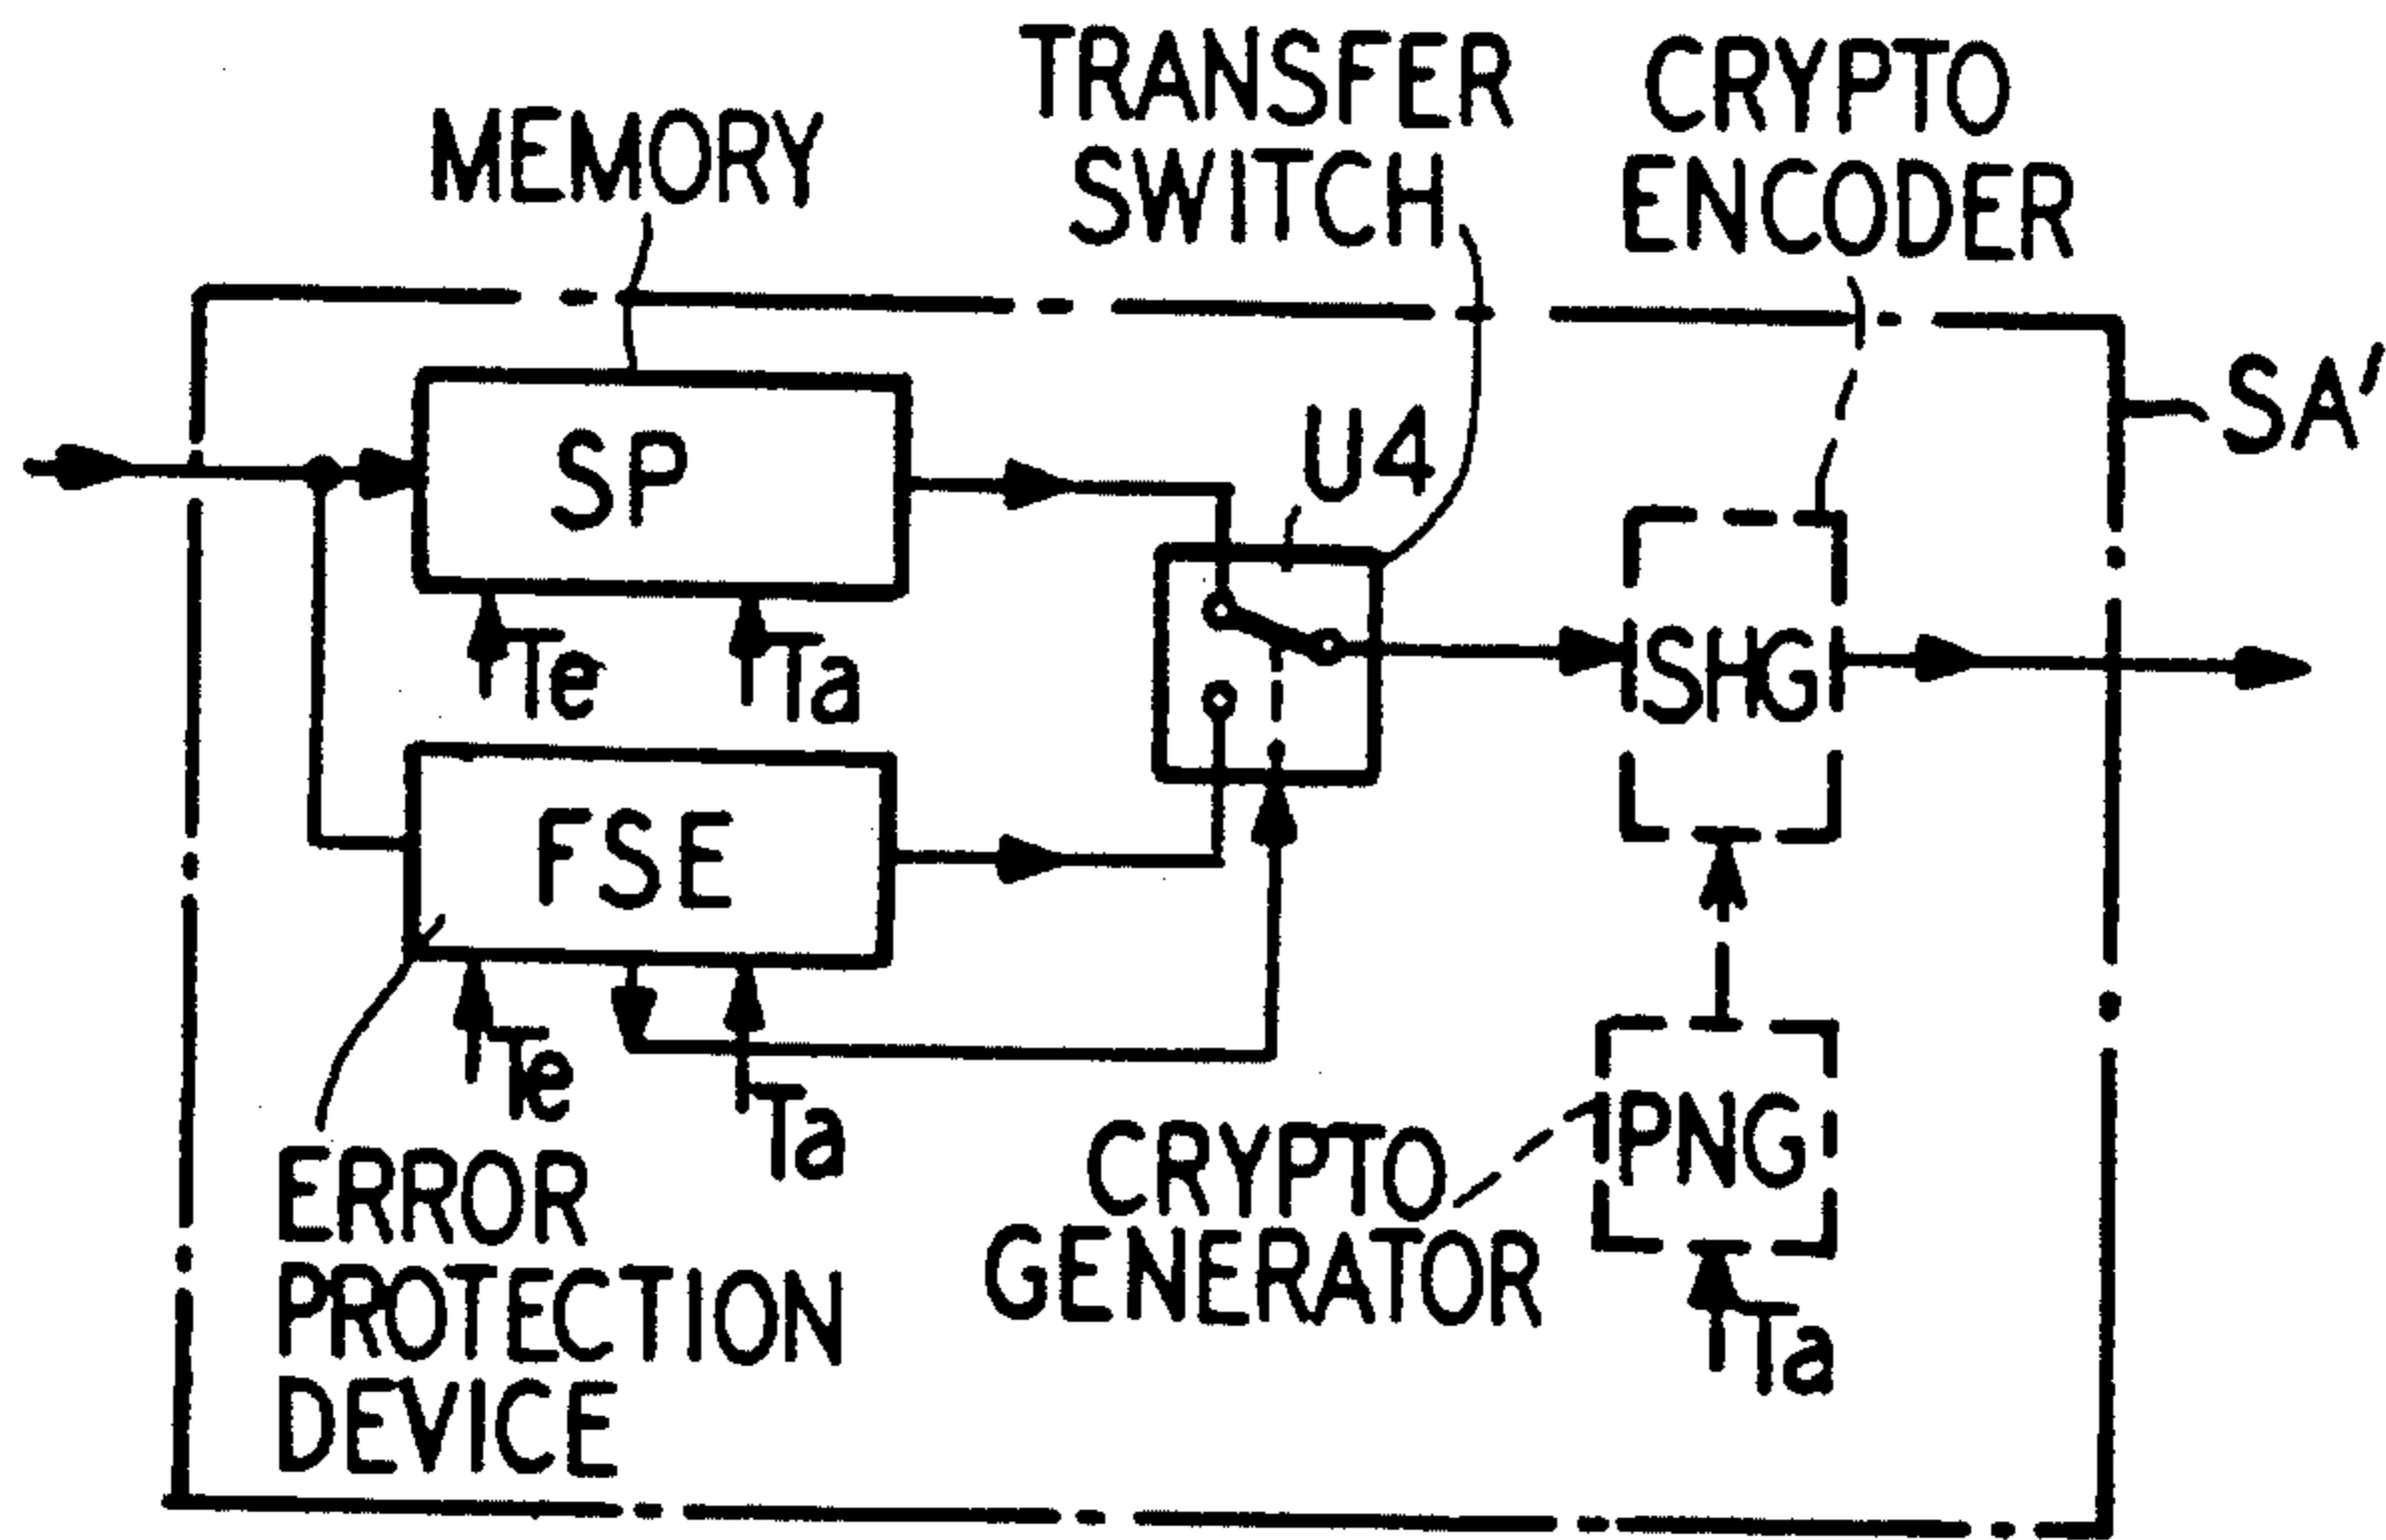 TRANSFER
SWITCH
CRYPTO
ENCODER
MEMORY
SA'
SP
U4
Te
Ta
SHG
FSE
Te
Ta
PNG
CRYPTO
GENERATOR
Ta
ERROR
PROTECTION
DEVICE